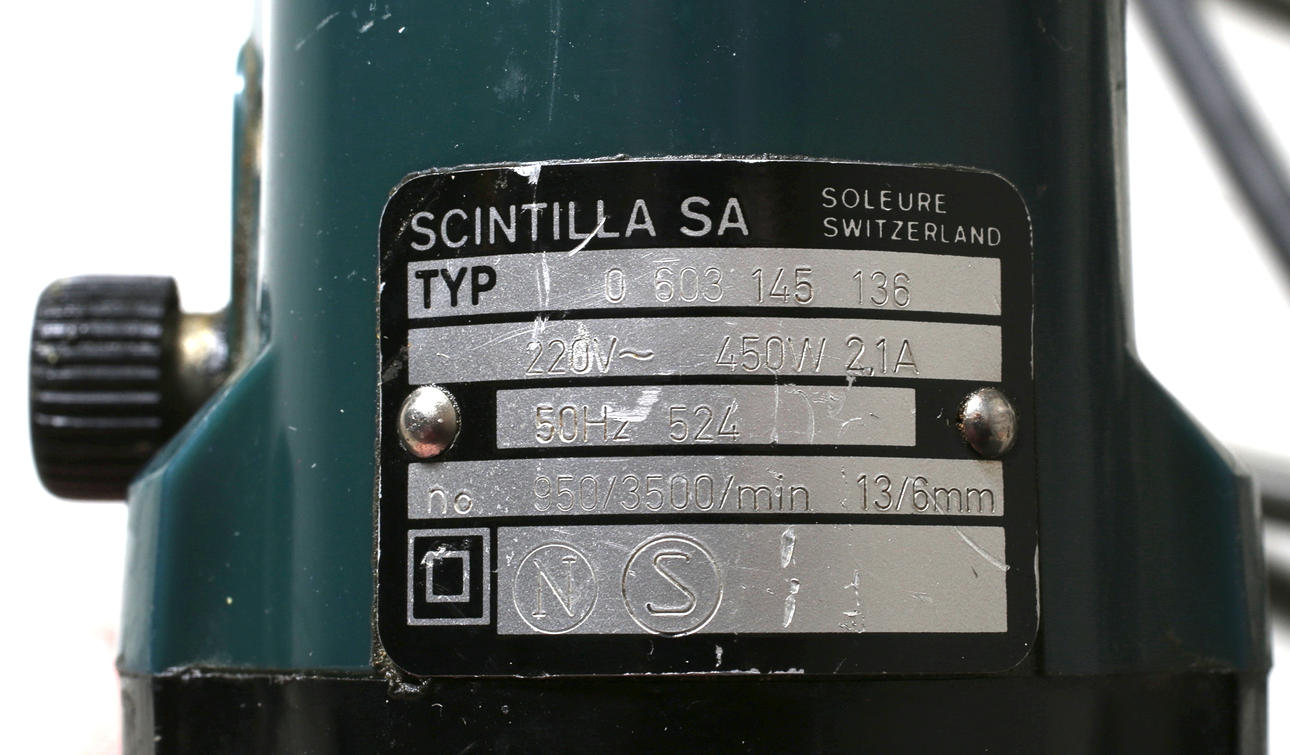 SCINTILLA SA
SOLEURE
SWITZERLAND
TYP 0 603 145 136
220V~ 450W 2,1A
50Hz 524
no 950/3500/min 13/6mm
N S